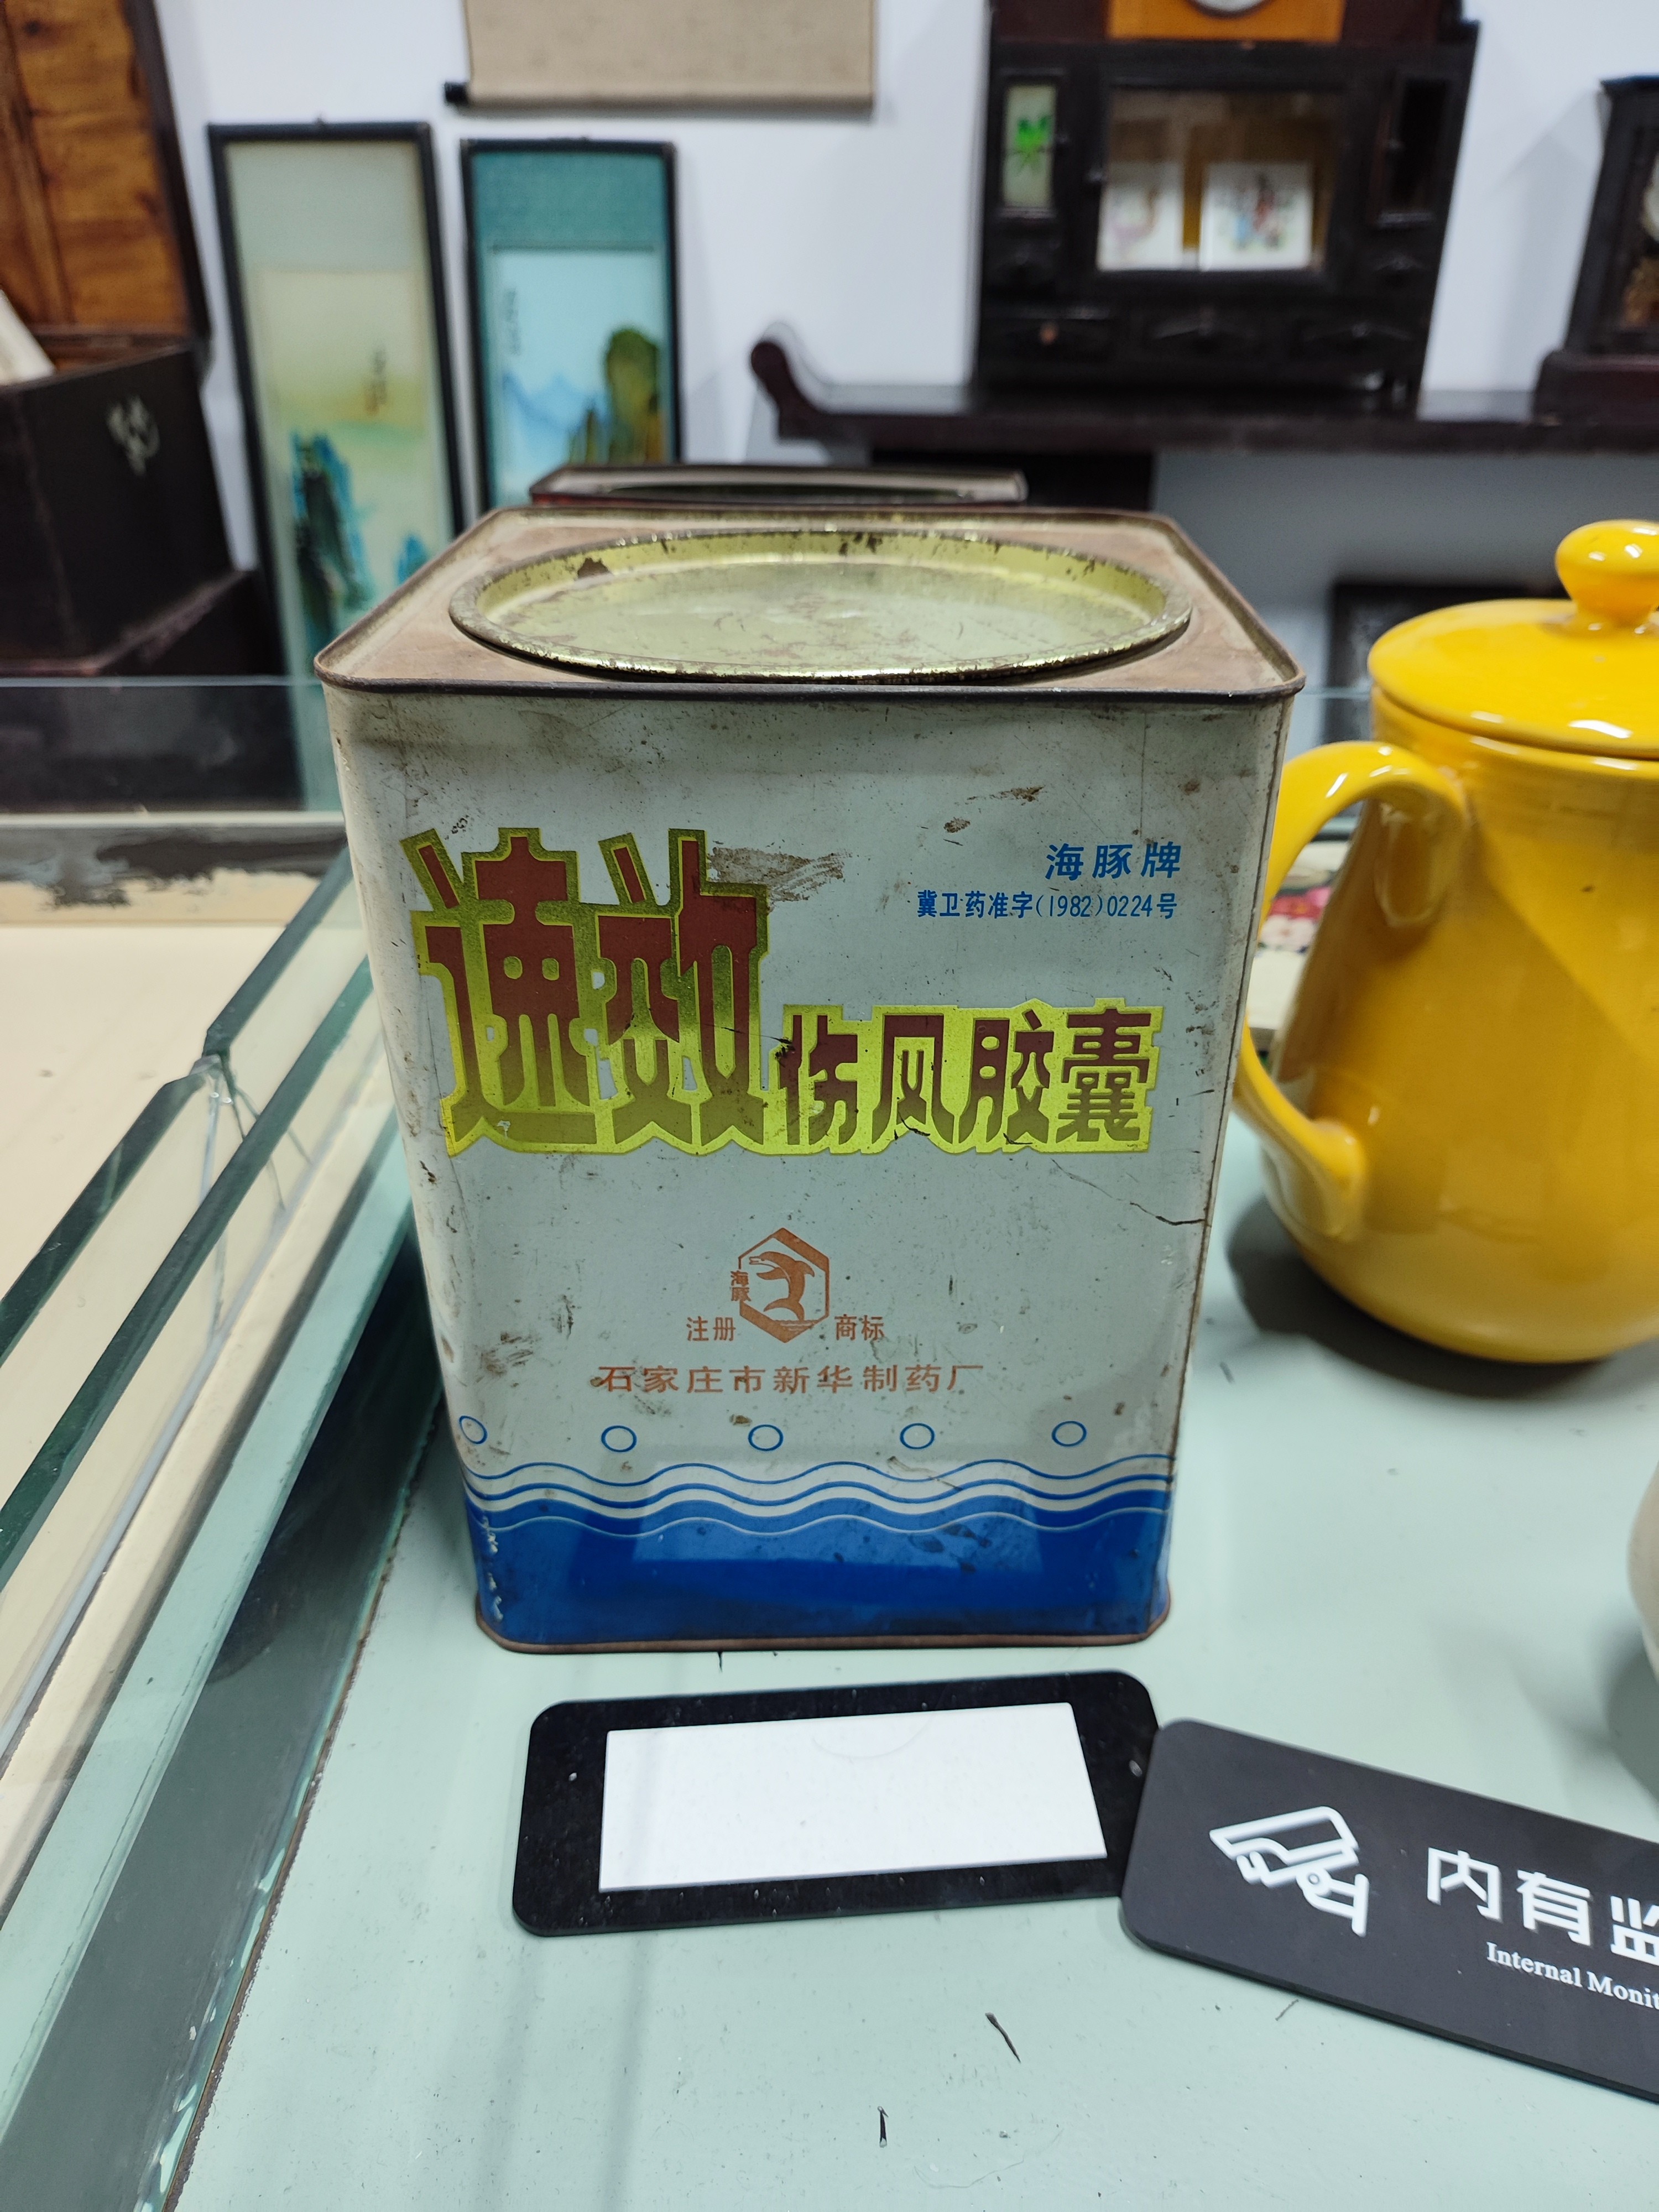 海豚牌
冀卫药准字(1982)0224号
速效伤风胶囊
海豚
注册 商标
石家庄市新华制药厂
内有监
Internal Monit